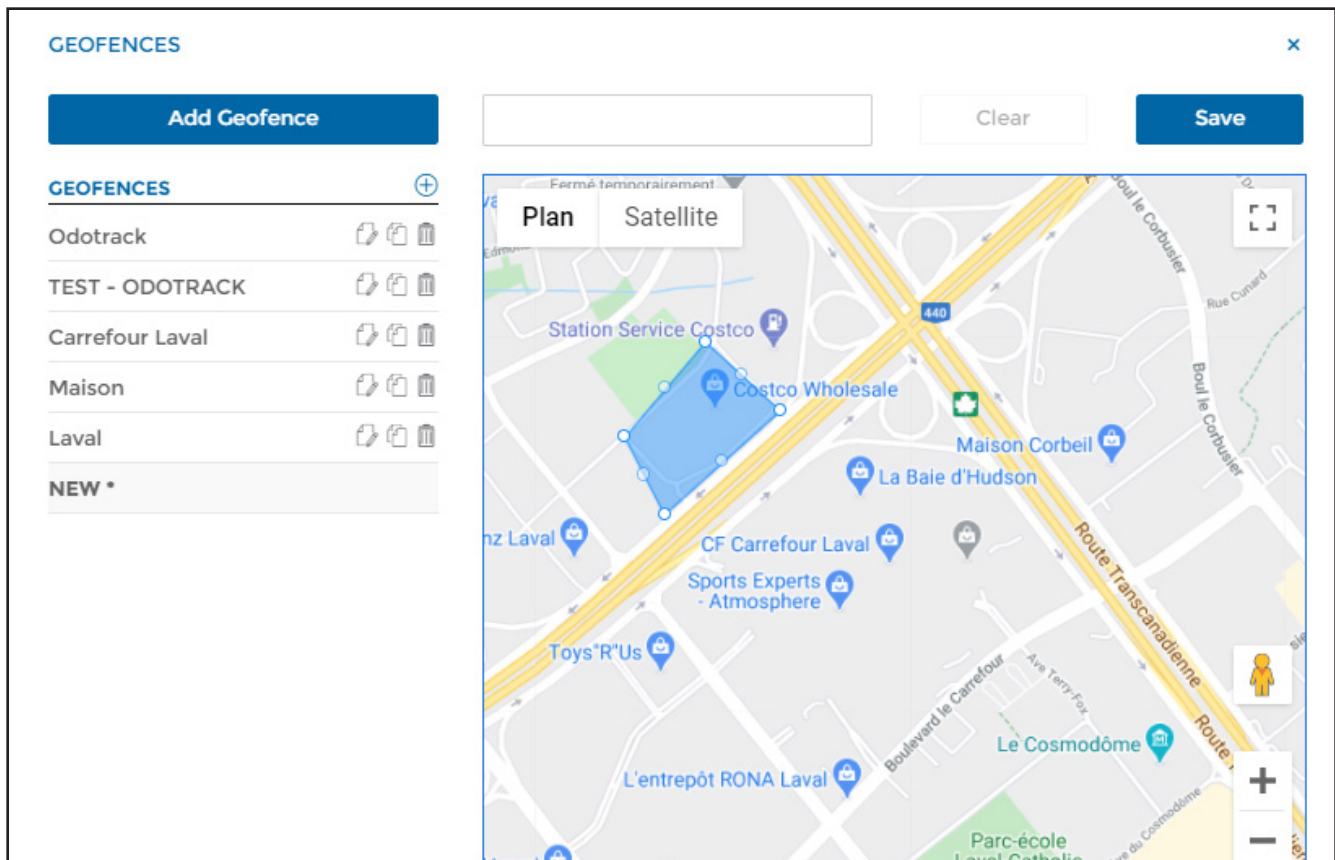 GEOFENCES
×
Add Geofence
Clear
Save
GEOFENCES
Odotrack
TEST - ODOTRACK
Carrefour Laval
Maison
Laval
NEW *
Fermé temporairement
Plan
Satellite
Boul le Corbusier
Rue Cunard
440
Station Service Costco
Costco Wholesale
Boul le Corbusier
Maison Corbeil
La Baie d'Hudson
nz Laval
CF Carrefour Laval
Sports Experts
- Atmosphere
Route Transcanadienne
Toys"R"Us
Ave Terry-Fox
Boulevard le Carrefour
Route
Le Cosmodôme
L'entrepôt RONA Laval
du Cosmodôme
Parc-école